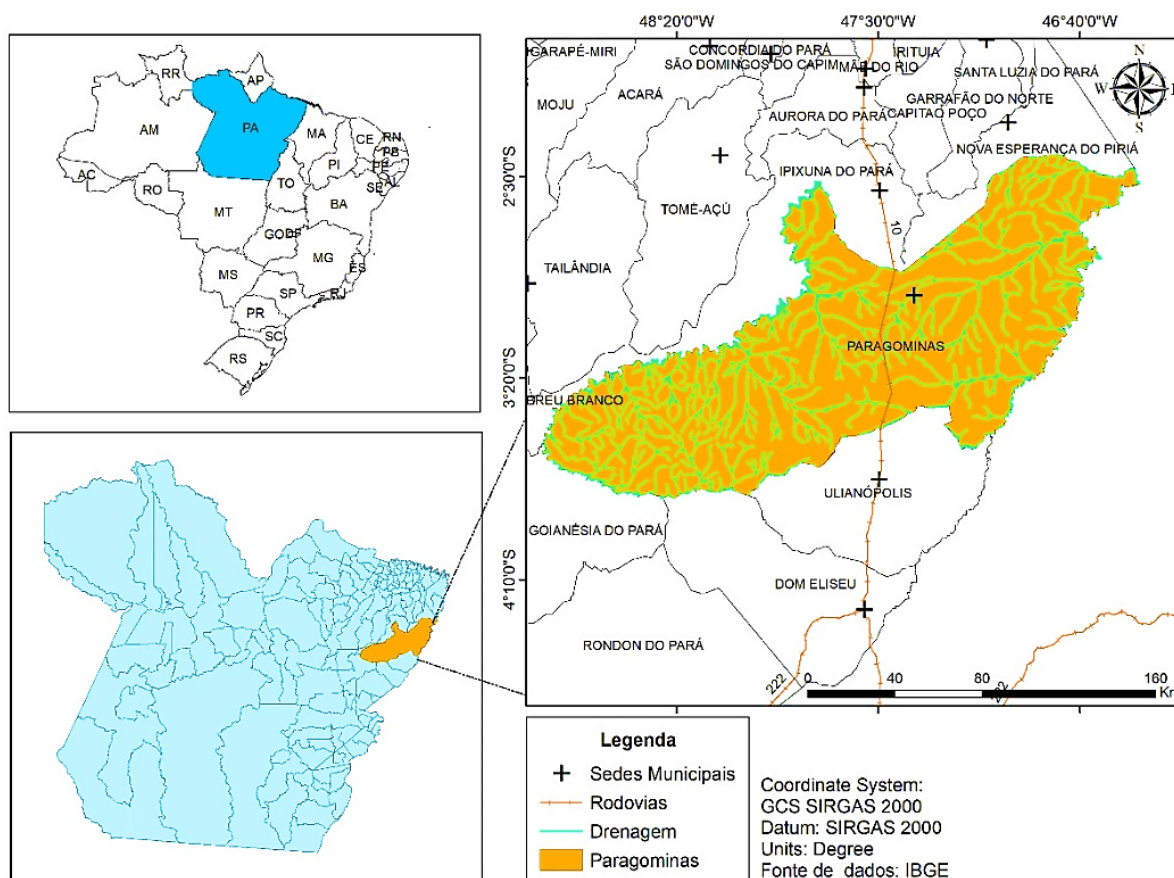 RR
AP
AM
PA
MA
CE
RN
PB
PE
AL
SE
PI
AC
RO
TO
BA
MT
GO
DF
MG
ES
MS
SP
RJ
PR
SC
RS
48°20'0"W
47°30'0"W
46°40'0"W
2°30'0"S
3°20'0"S
4°10'0"S
IGARAPÉ-MIRI
CONCORDIA DO PARÁ
IRITUIA
SÃO DOMINGOS DO CAPIM
MÃE DO RIO
SANTA LUZIA DO PARÁ
MOJU
ACARÁ
GARRAFÃO DO NORTE
AURORA DO PARÁ
CAPITAO POÇO
NOVA ESPERANÇA DO PIRIÁ
IPIXUNA DO PARÁ
TOMÉ-AÇÚ
10
TAILÂNDIA
PARAGOMINAS
BREU BRANCO
ULIANÓPOLIS
GOIANÉSIA DO PARÁ
DOM ELISEU
RONDON DO PARÁ
222
N
W
E
S
0 40 80 160
Legenda
Sedes Municipais
Rodovias
Drenagem
Paragominas
Coordinate System:
GCS SIRGAS 2000
Datum: SIRGAS 2000
Units: Degree
Fonte de dados: IBGE